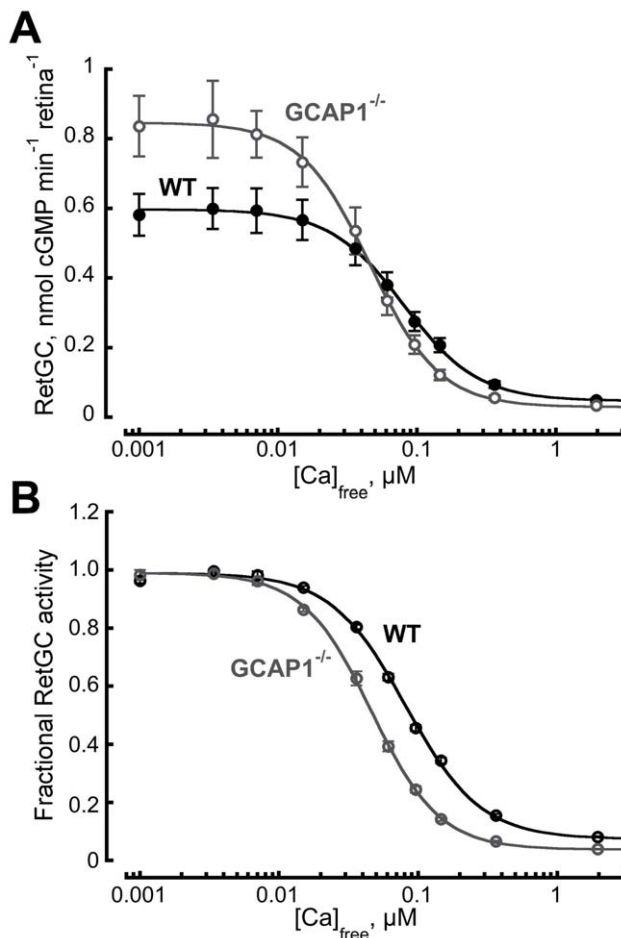 A
RetGC, nmol cGMP min⁻¹ retina⁻¹
1
0.8
0.6
0.4
0.2
0
GCAP1⁻/⁻
WT
0.001
0.01
0.1
1
[Ca]free, µM
B
Fractional RetGC activity
1.2
1.0
0.8
0.6
0.4
0.2
0
WT
GCAP1⁻/⁻
0.001
0.01
0.1
1
[Ca]free, µM